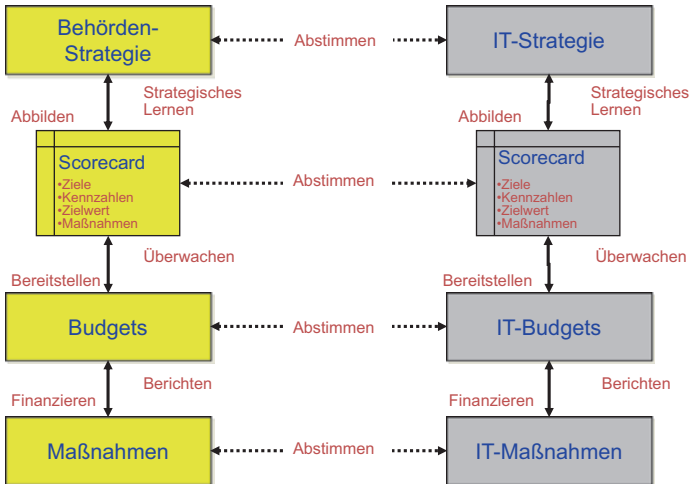 Behörden-
Strategie
Abstimmen
IT-Strategie
Strategisches
Lernen
Abbilden
Strategisches
Lernen
Abbilden
Scorecard
•Ziele
•Kennzahlen
•Zielwert
•Maßnahmen
Abstimmen
Scorecard
•Ziele
•Kennzahlen
•Zielwert
•Maßnahmen
Überwachen
Bereitstellen
Überwachen
Bereitstellen
Budgets
Abstimmen
IT-Budgets
Berichten
Finanzieren
Berichten
Finanzieren
Maßnahmen
Abstimmen
IT-Maßnahmen